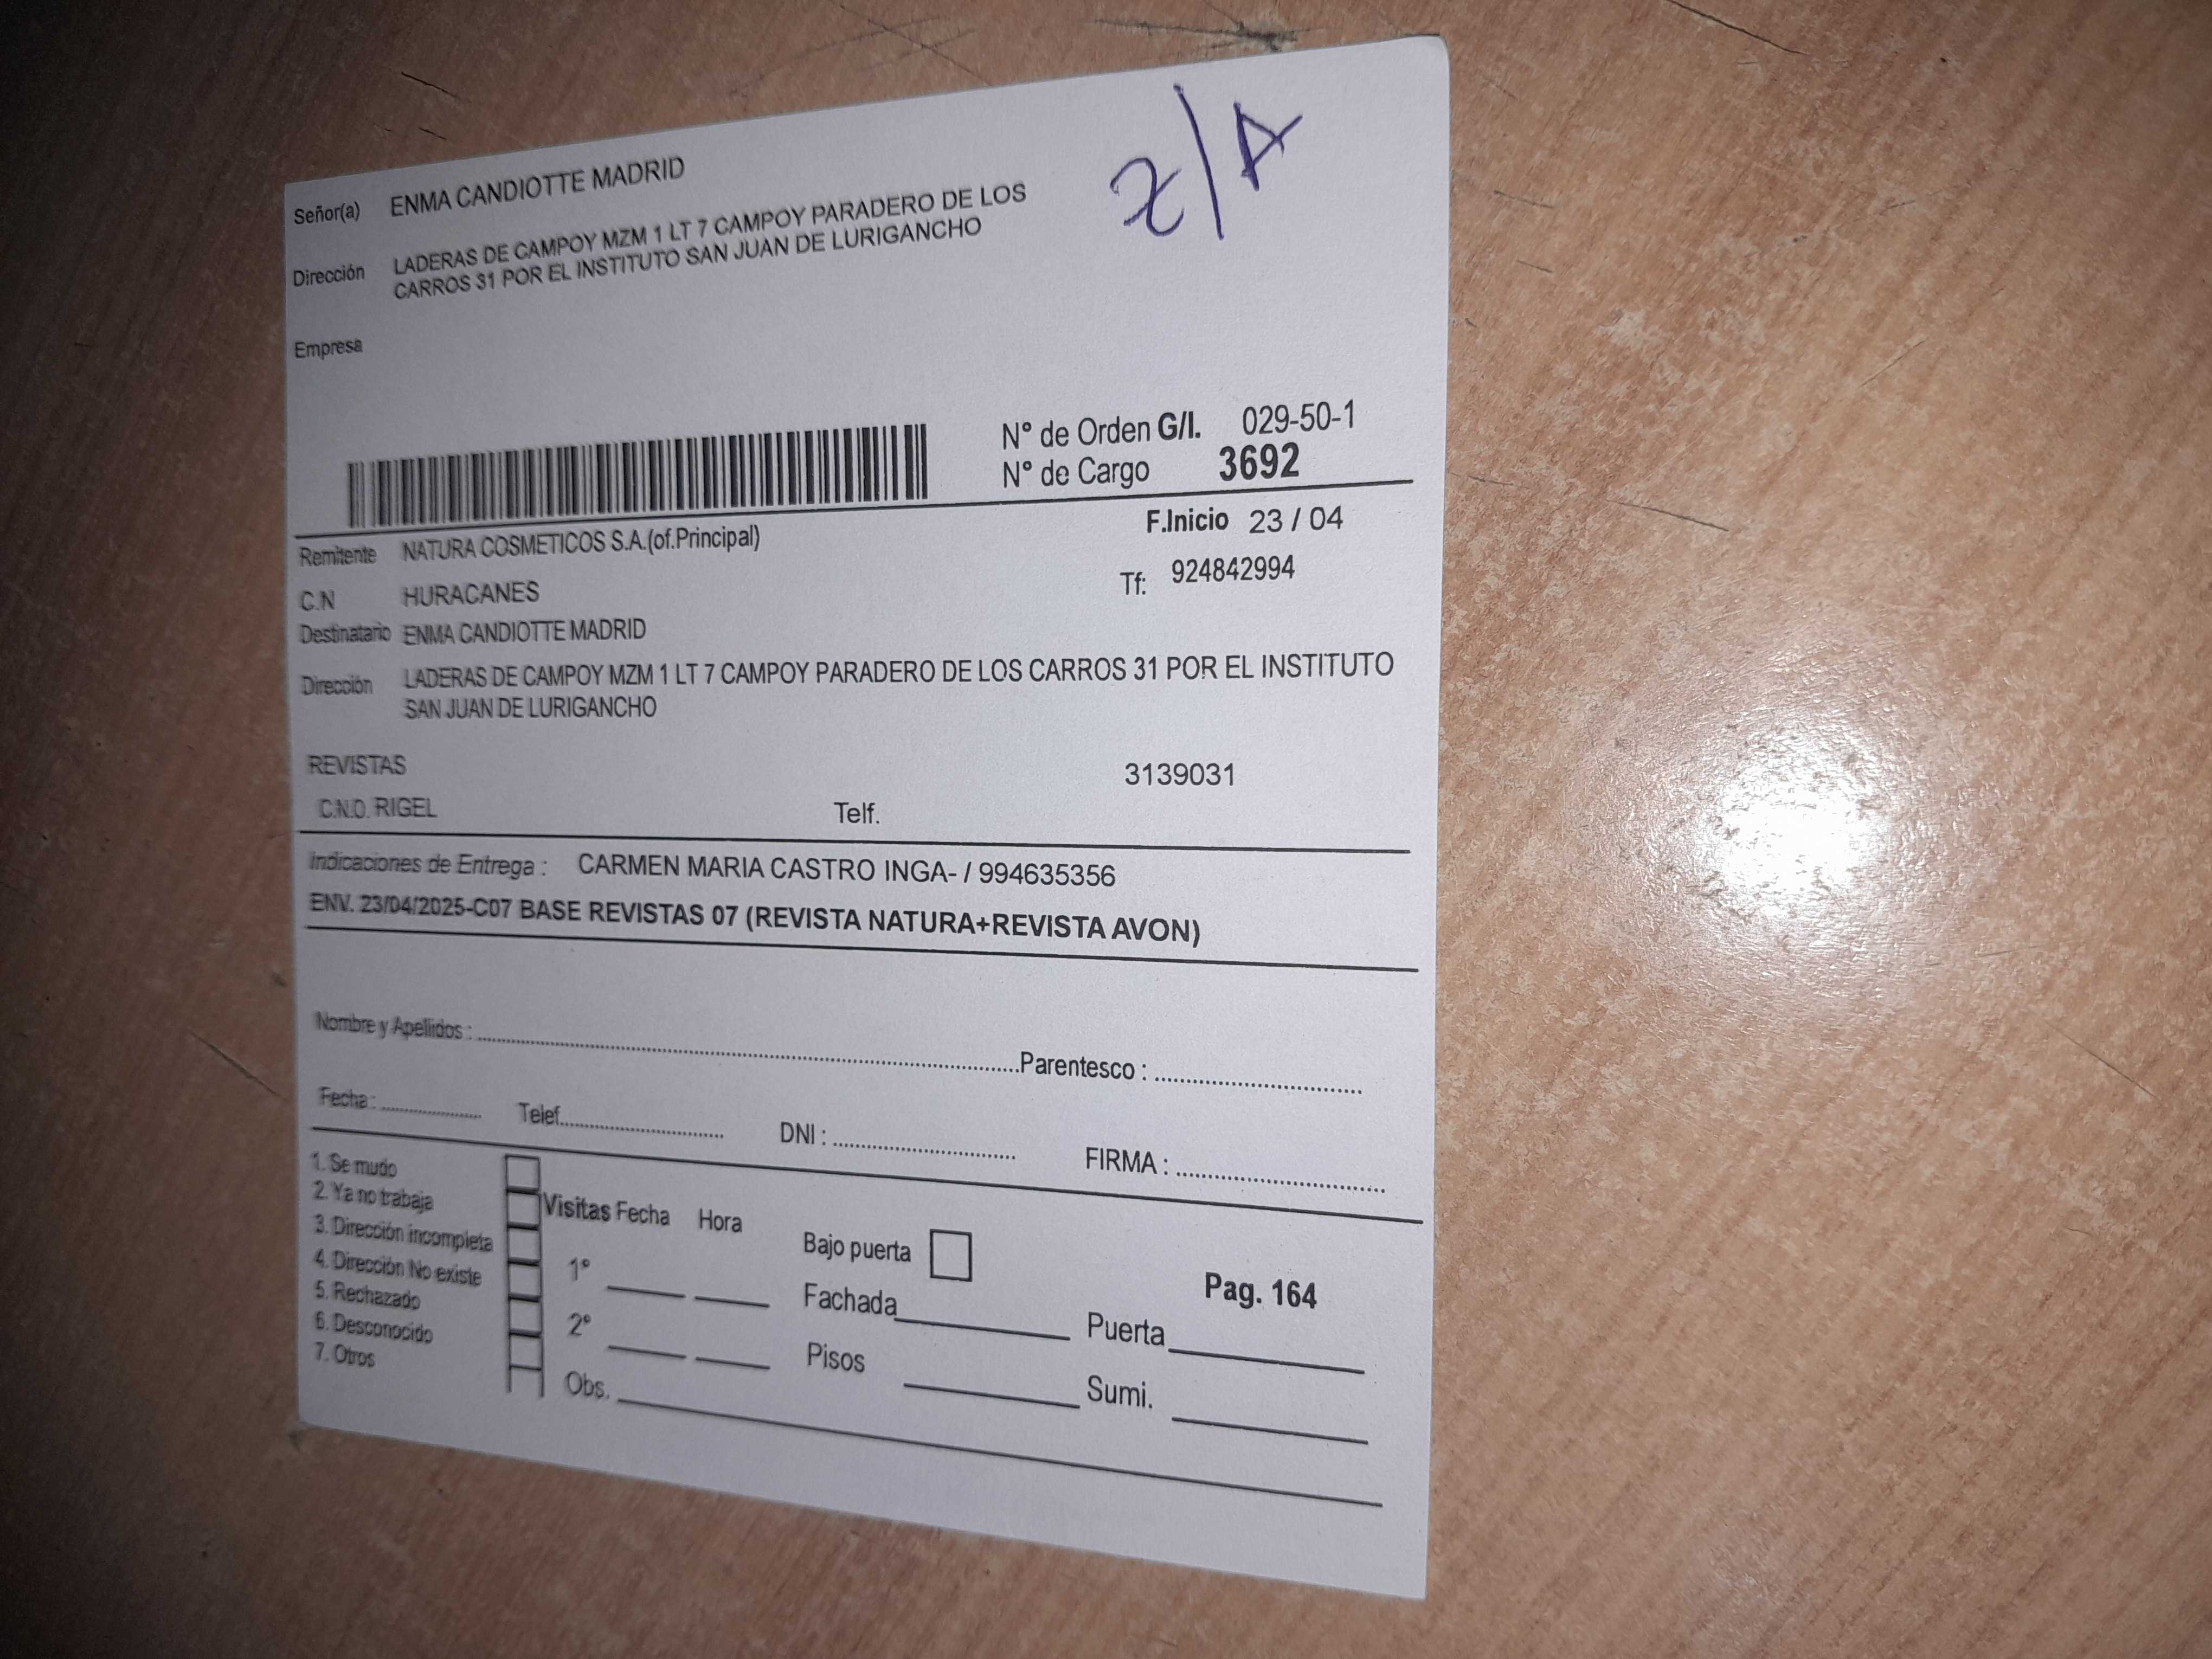 Z/A
Señor(a) ENMA CANDIOTTE MADRID
Dirección LADERAS DE CAMPOY MZM 1 LT 7 CAMPOY PARADERO DE LOS
CARROS 31 POR EL INSTITUTO SAN JUAN DE LURIGANCHO
Empresa
N° de Orden G/I. 029-50-1
N° de Cargo 3692
F.Inicio 23 / 04
Remitente NATURA COSMETICOS S.A.(of.Principal)
Tf: 924842994
C.N HURACANES
Destinatario ENMA CANDIOTTE MADRID
Dirección LADERAS DE CAMPOY MZM 1 LT 7 CAMPOY PARADERO DE LOS CARROS 31 POR EL INSTITUTO
SAN JUAN DE LURIGANCHO
REVISTAS 3139031
C.N.O. RIGEL Telf.
Indicaciones de Entrega : CARMEN MARIA CASTRO INGA- / 994635356
ENV. 23/04/2025-C07 BASE REVISTAS 07 (REVISTA NATURA+REVISTA AVON)
Nombre y Apellidos : Parentesco :
Fecha : Telef. DNI : FIRMA :
1. Se mudo
2. Ya no trabaja
3. Dirección incompleta
4. Dirección No existe
5. Rechazado
6. Desconocido
7. Otros
Visitas Fecha Hora
1°
2°
Obs.
Bajo puerta
Fachada
Pisos
Pag. 164
Puerta
Sumi.